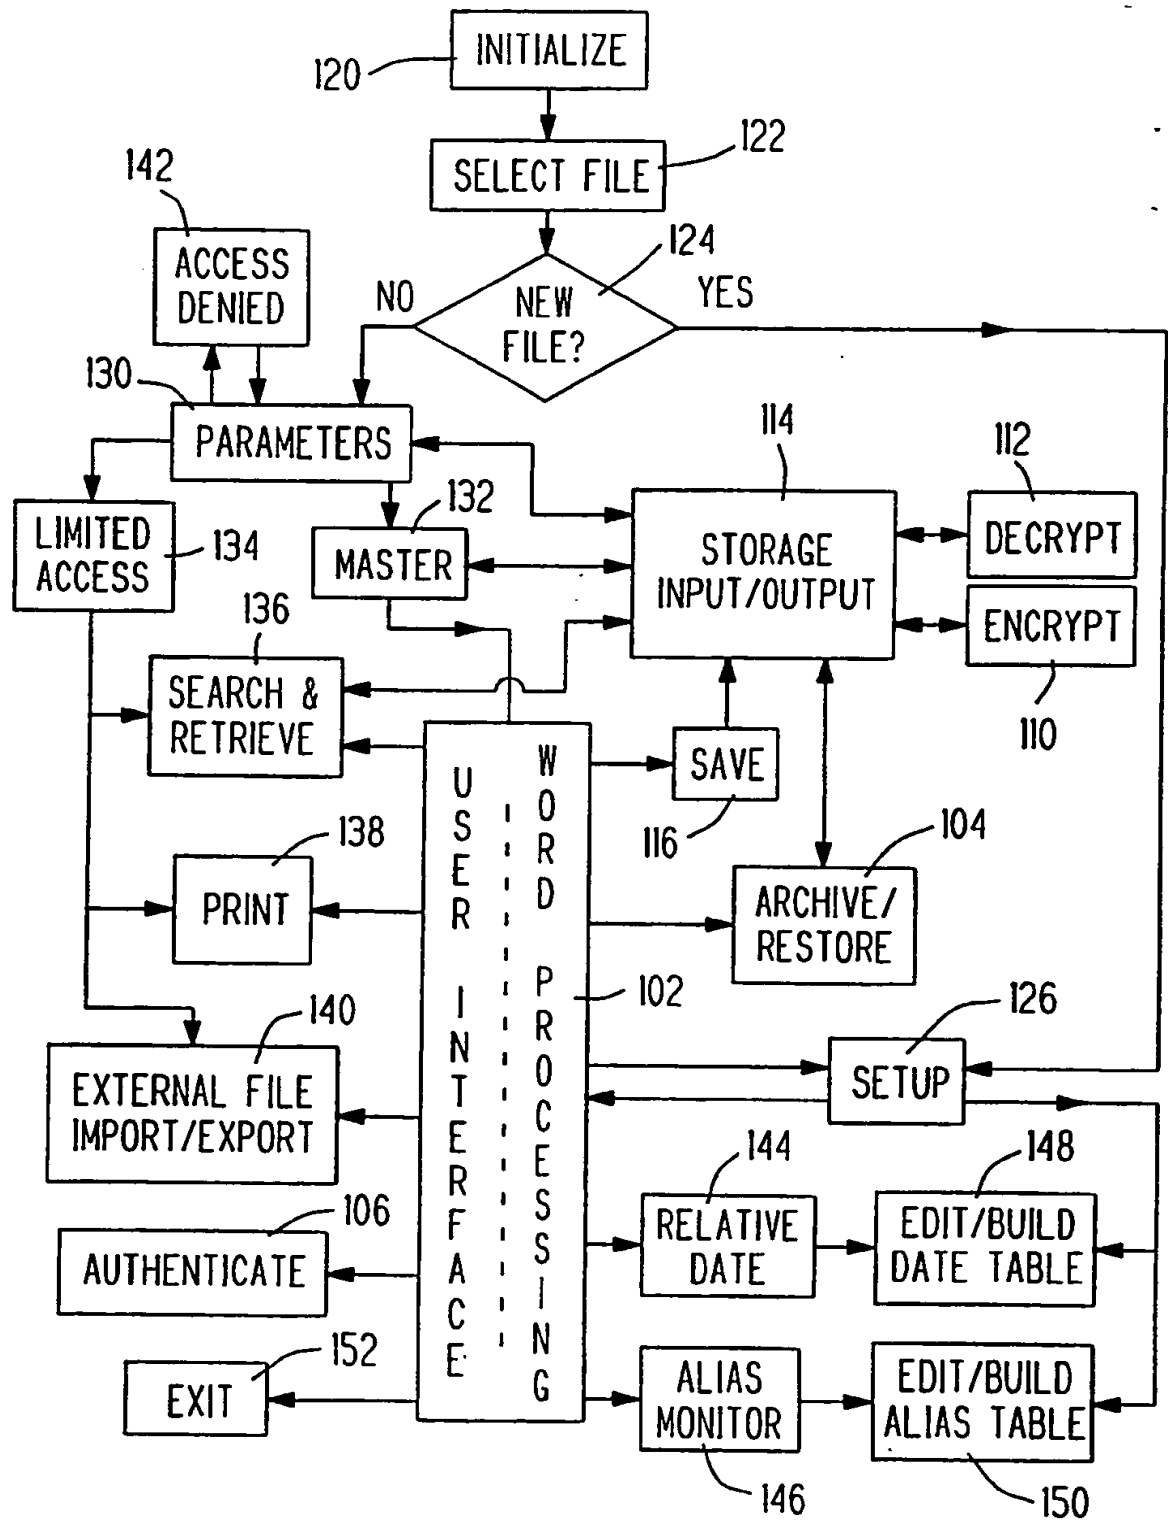 INITIALIZE
120
SELECT FILE
122
142
ACCESS
DENIED
NO
NEW
FILE?
124
YES
130
PARAMETERS
114
112
LIMITED
ACCESS
134
132
MASTER
STORAGE
INPUT/OUTPUT
DECRYPT
ENCRYPT
110
136
SEARCH &
RETRIEVE
SAVE
116
138
PRINT
104
ARCHIVE/
RESTORE
USER INTERFACE
WORD PROCESSING
102
126
SETUP
140
EXTERNAL FILE
IMPORT/EXPORT
144
RELATIVE
DATE
148
EDIT/BUILD
DATE TABLE
106
AUTHENTICATE
152
EXIT
ALIAS
MONITOR
146
EDIT/BUILD
ALIAS TABLE
150